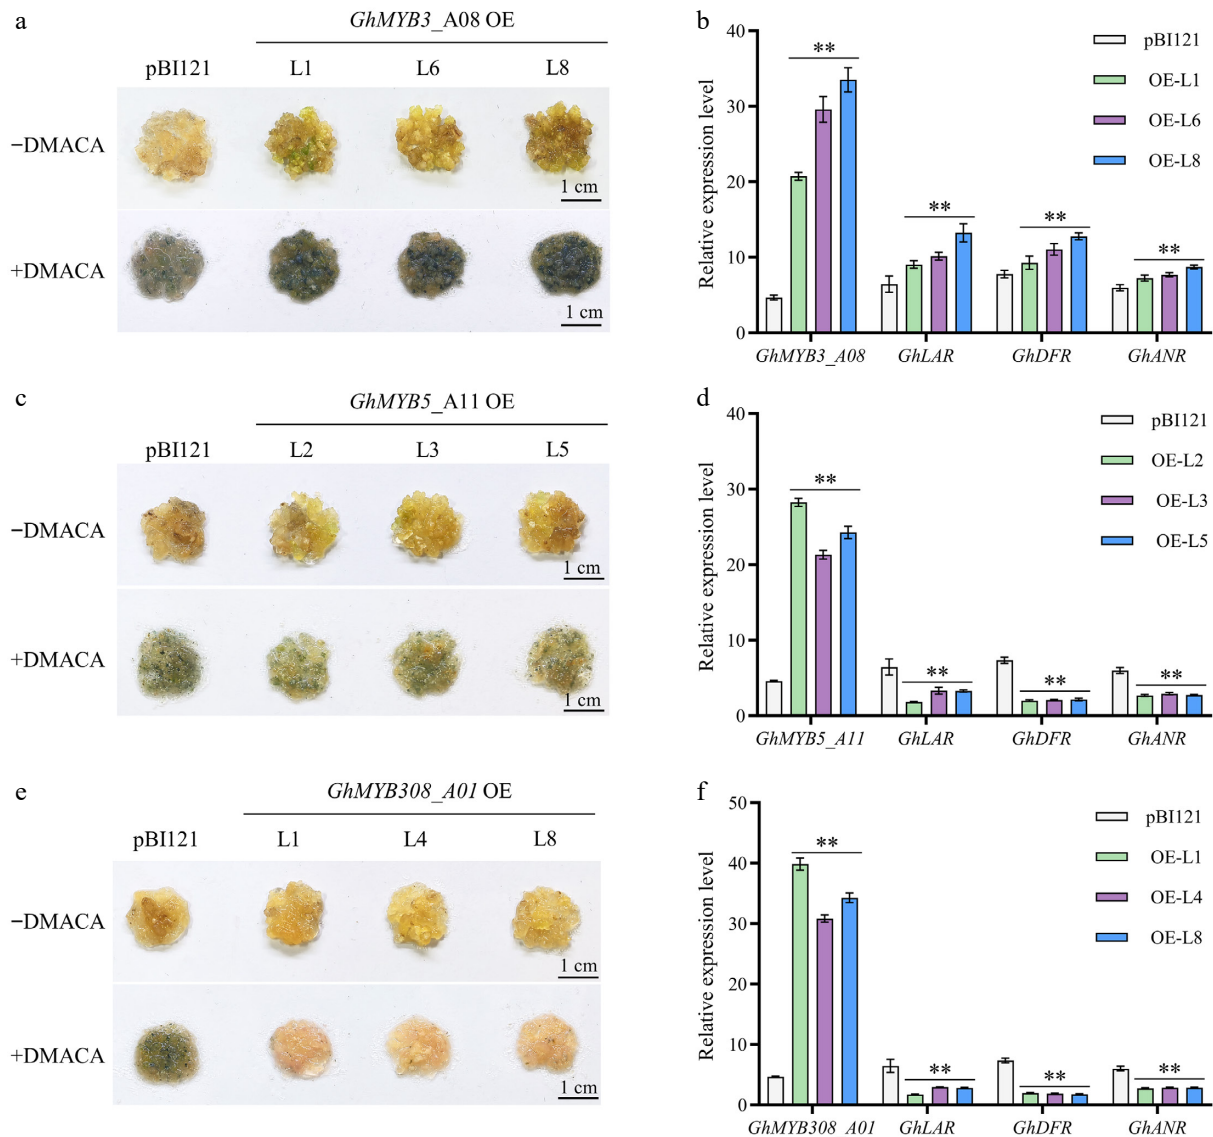 a
GhMYB3_A08 OE
pBI121 L1 L6 L8
−DMACA
1 cm
+DMACA
1 cm
b
Relative expression level
40
30
20
10
0
** ** ** **
GhMYB3_A08 GhLAR GhDFR GhANR
pBI121
OE-L1
OE-L6
OE-L8
c
GhMYB5_A11 OE
pBI121 L2 L3 L5
−DMACA
1 cm
+DMACA
1 cm
d
Relative expression level
40
30
20
10
0
** ** ** **
GhMYB5_A11 GhLAR GhDFR GhANR
pBI121
OE-L2
OE-L3
OE-L5
e
GhMYB308_A01 OE
pBI121 L1 L4 L8
−DMACA
1 cm
+DMACA
1 cm
f
Relative expression level
50
40
30
20
10
0
** ** ** **
GhMYB308_A01 GhLAR GhDFR GhANR
pBI121
OE-L1
OE-L4
OE-L8